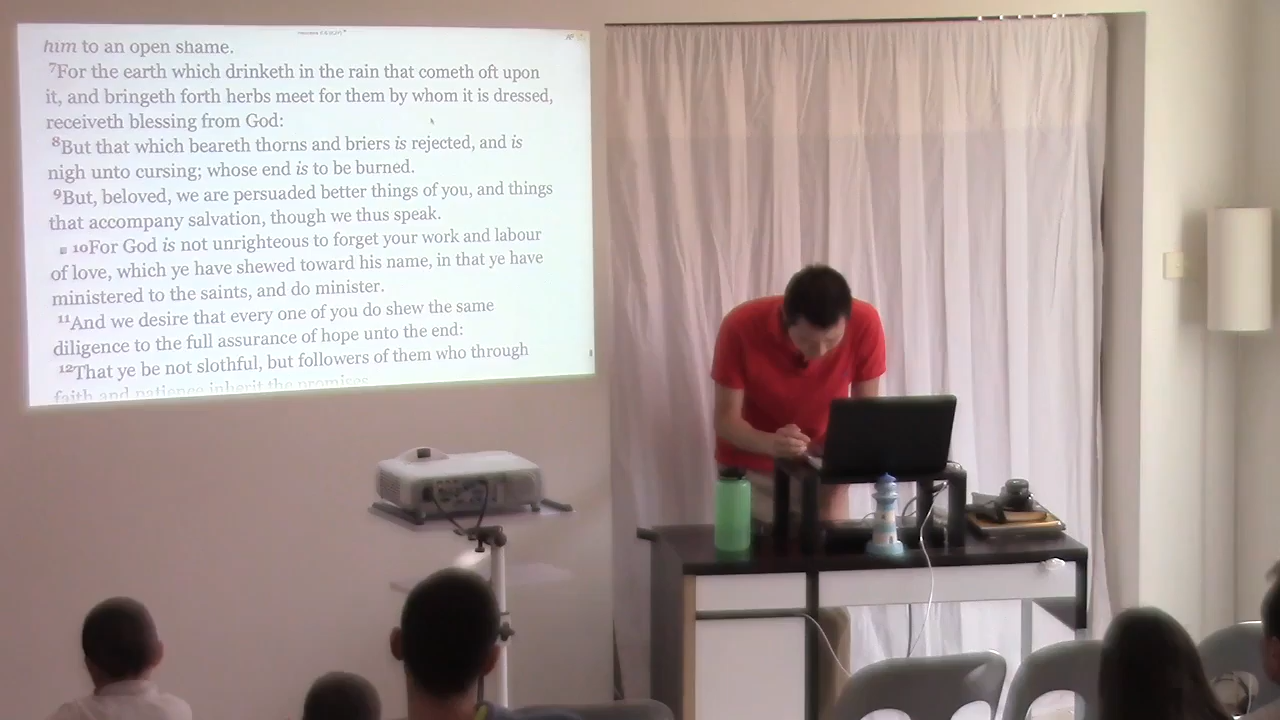 him to an open shame.
⁷For the earth which drinketh in the rain that cometh oft upon
it, and bringeth forth herbs meet for them by whom it is dressed,
receiveth blessing from God:
⁸But that which beareth thorns and briers is rejected, and is
nigh unto cursing; whose end is to be burned.
⁹But, beloved, we are persuaded better things of you, and things
that accompany salvation, though we thus speak.
¹⁰For God is not unrighteous to forget your work and labour
of love, which ye have shewed toward his name, in that ye have
ministered to the saints, and do minister.
¹¹And we desire that every one of you do shew the same
diligence to the full assurance of hope unto the end:
¹²That ye be not slothful, but followers of them who through
faith and patience inherit the promises